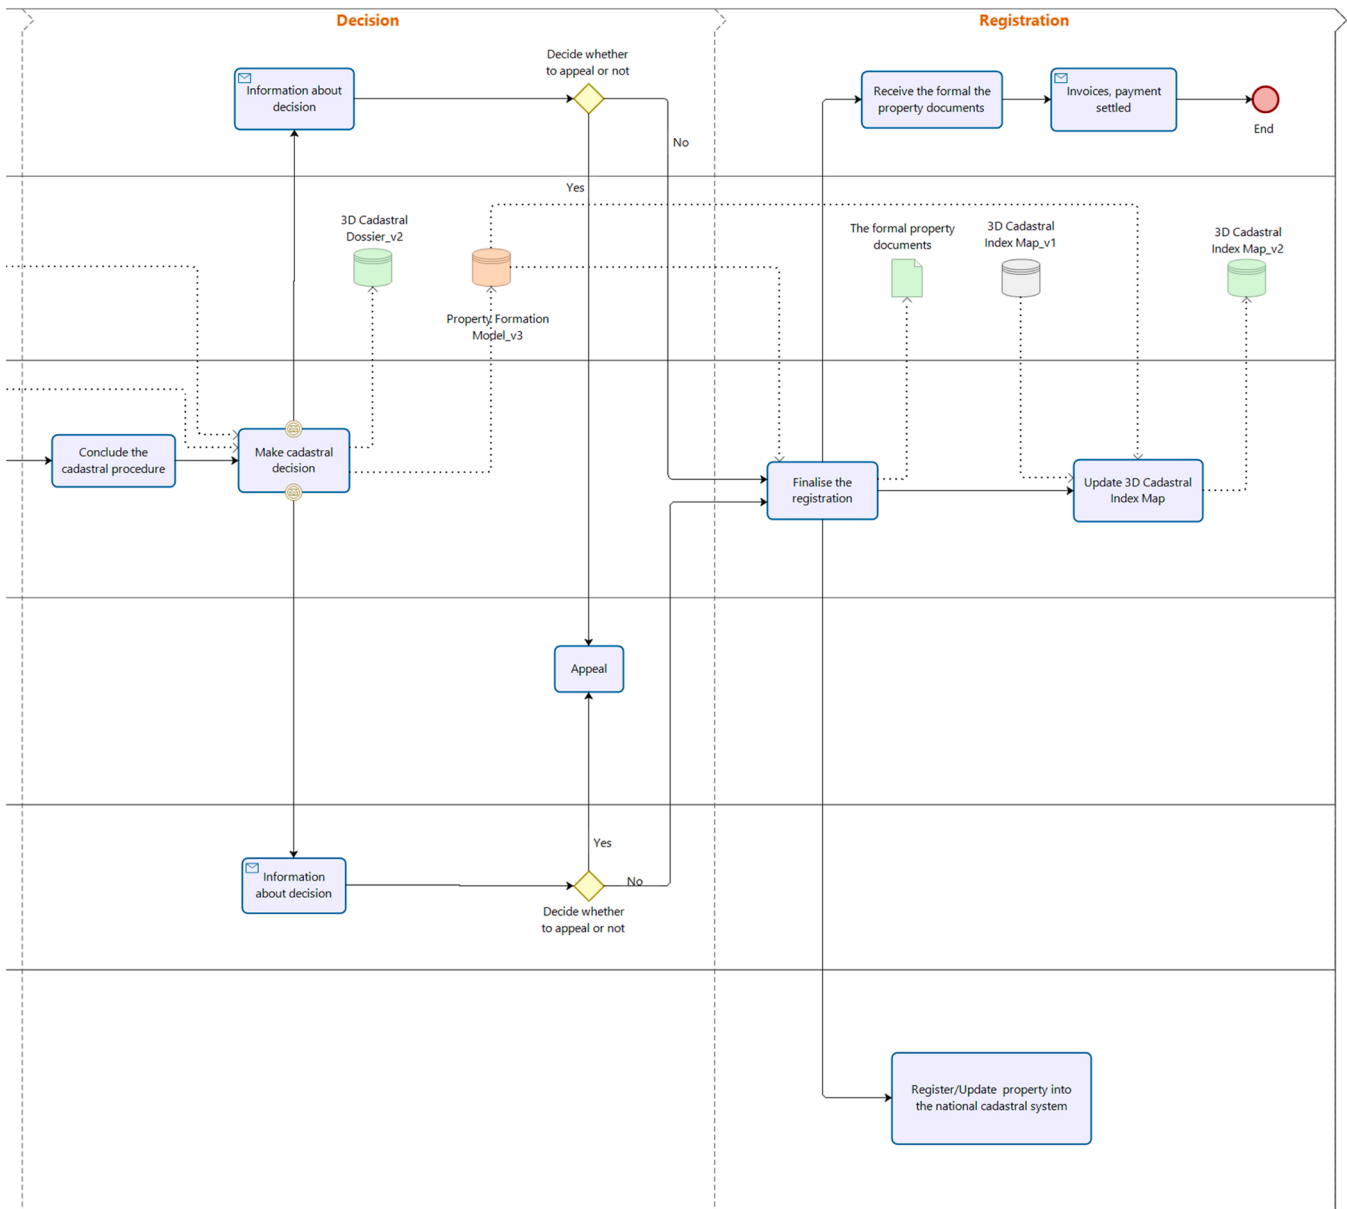 Decision
Registration
Decide whether
to appeal or not
Information about
decision
Receive the formal the
property documents
Invoices, payment
settled
End
No
Yes
3D Cadastral
Dossier_v2
Property Formation
Model_v3
The formal property
documents
3D Cadastral
Index Map_v1
3D Cadastral
Index Map_v2
Conclude the
cadastral procedure
Make cadastral
decision
Finalise the
registration
Update 3D Cadastral
Index Map
Appeal
Yes
No
Information
about decision
Decide whether
to appeal or not
Register/Update property into
the national cadastral system